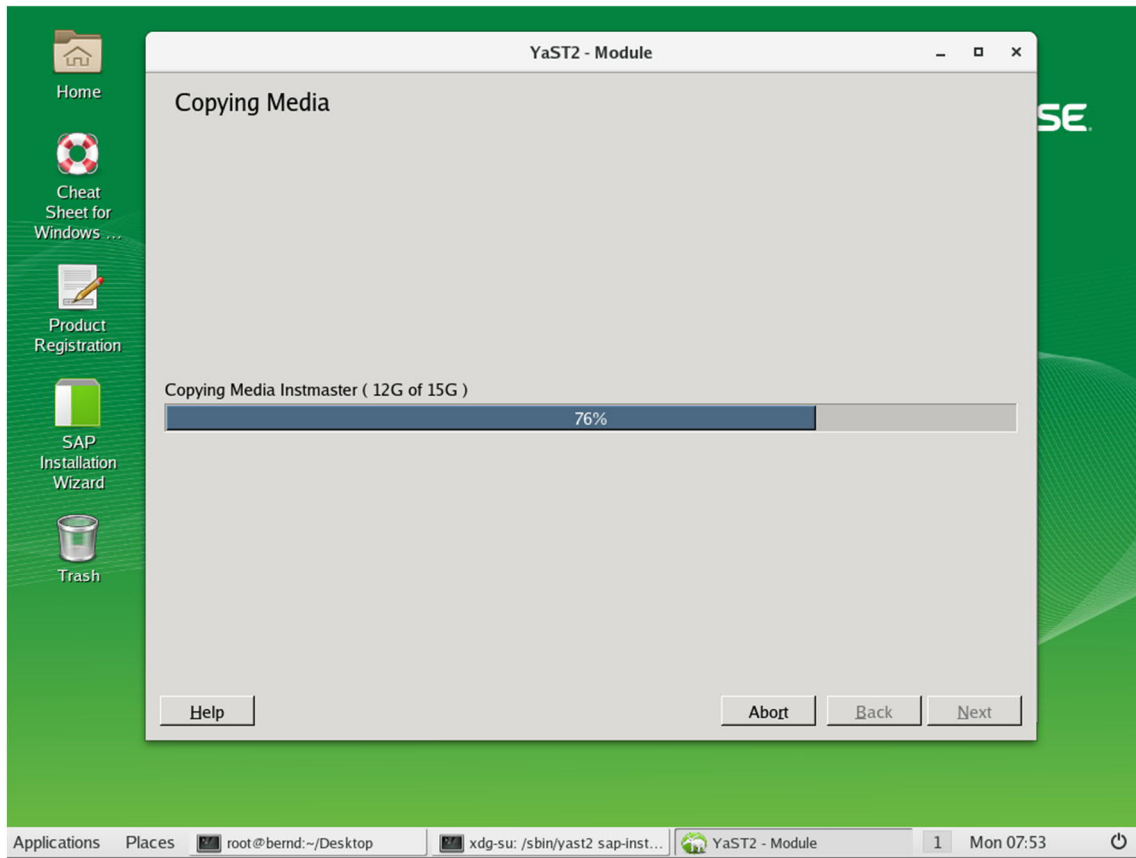 YaST2 - Module
Home
Copying Media
SE.
Cheat
Sheet for
Windows ...
Product
Registration
Copying Media Instmaster ( 12G of 15G )
76%
SAP
Installation
Wizard
Trash
Help
Abort
Back
Next
Applications Places root@bernd:~/Desktop xdg-su: /sbin/yast2 sap-inst... YaST2 - Module 1 Mon 07:53